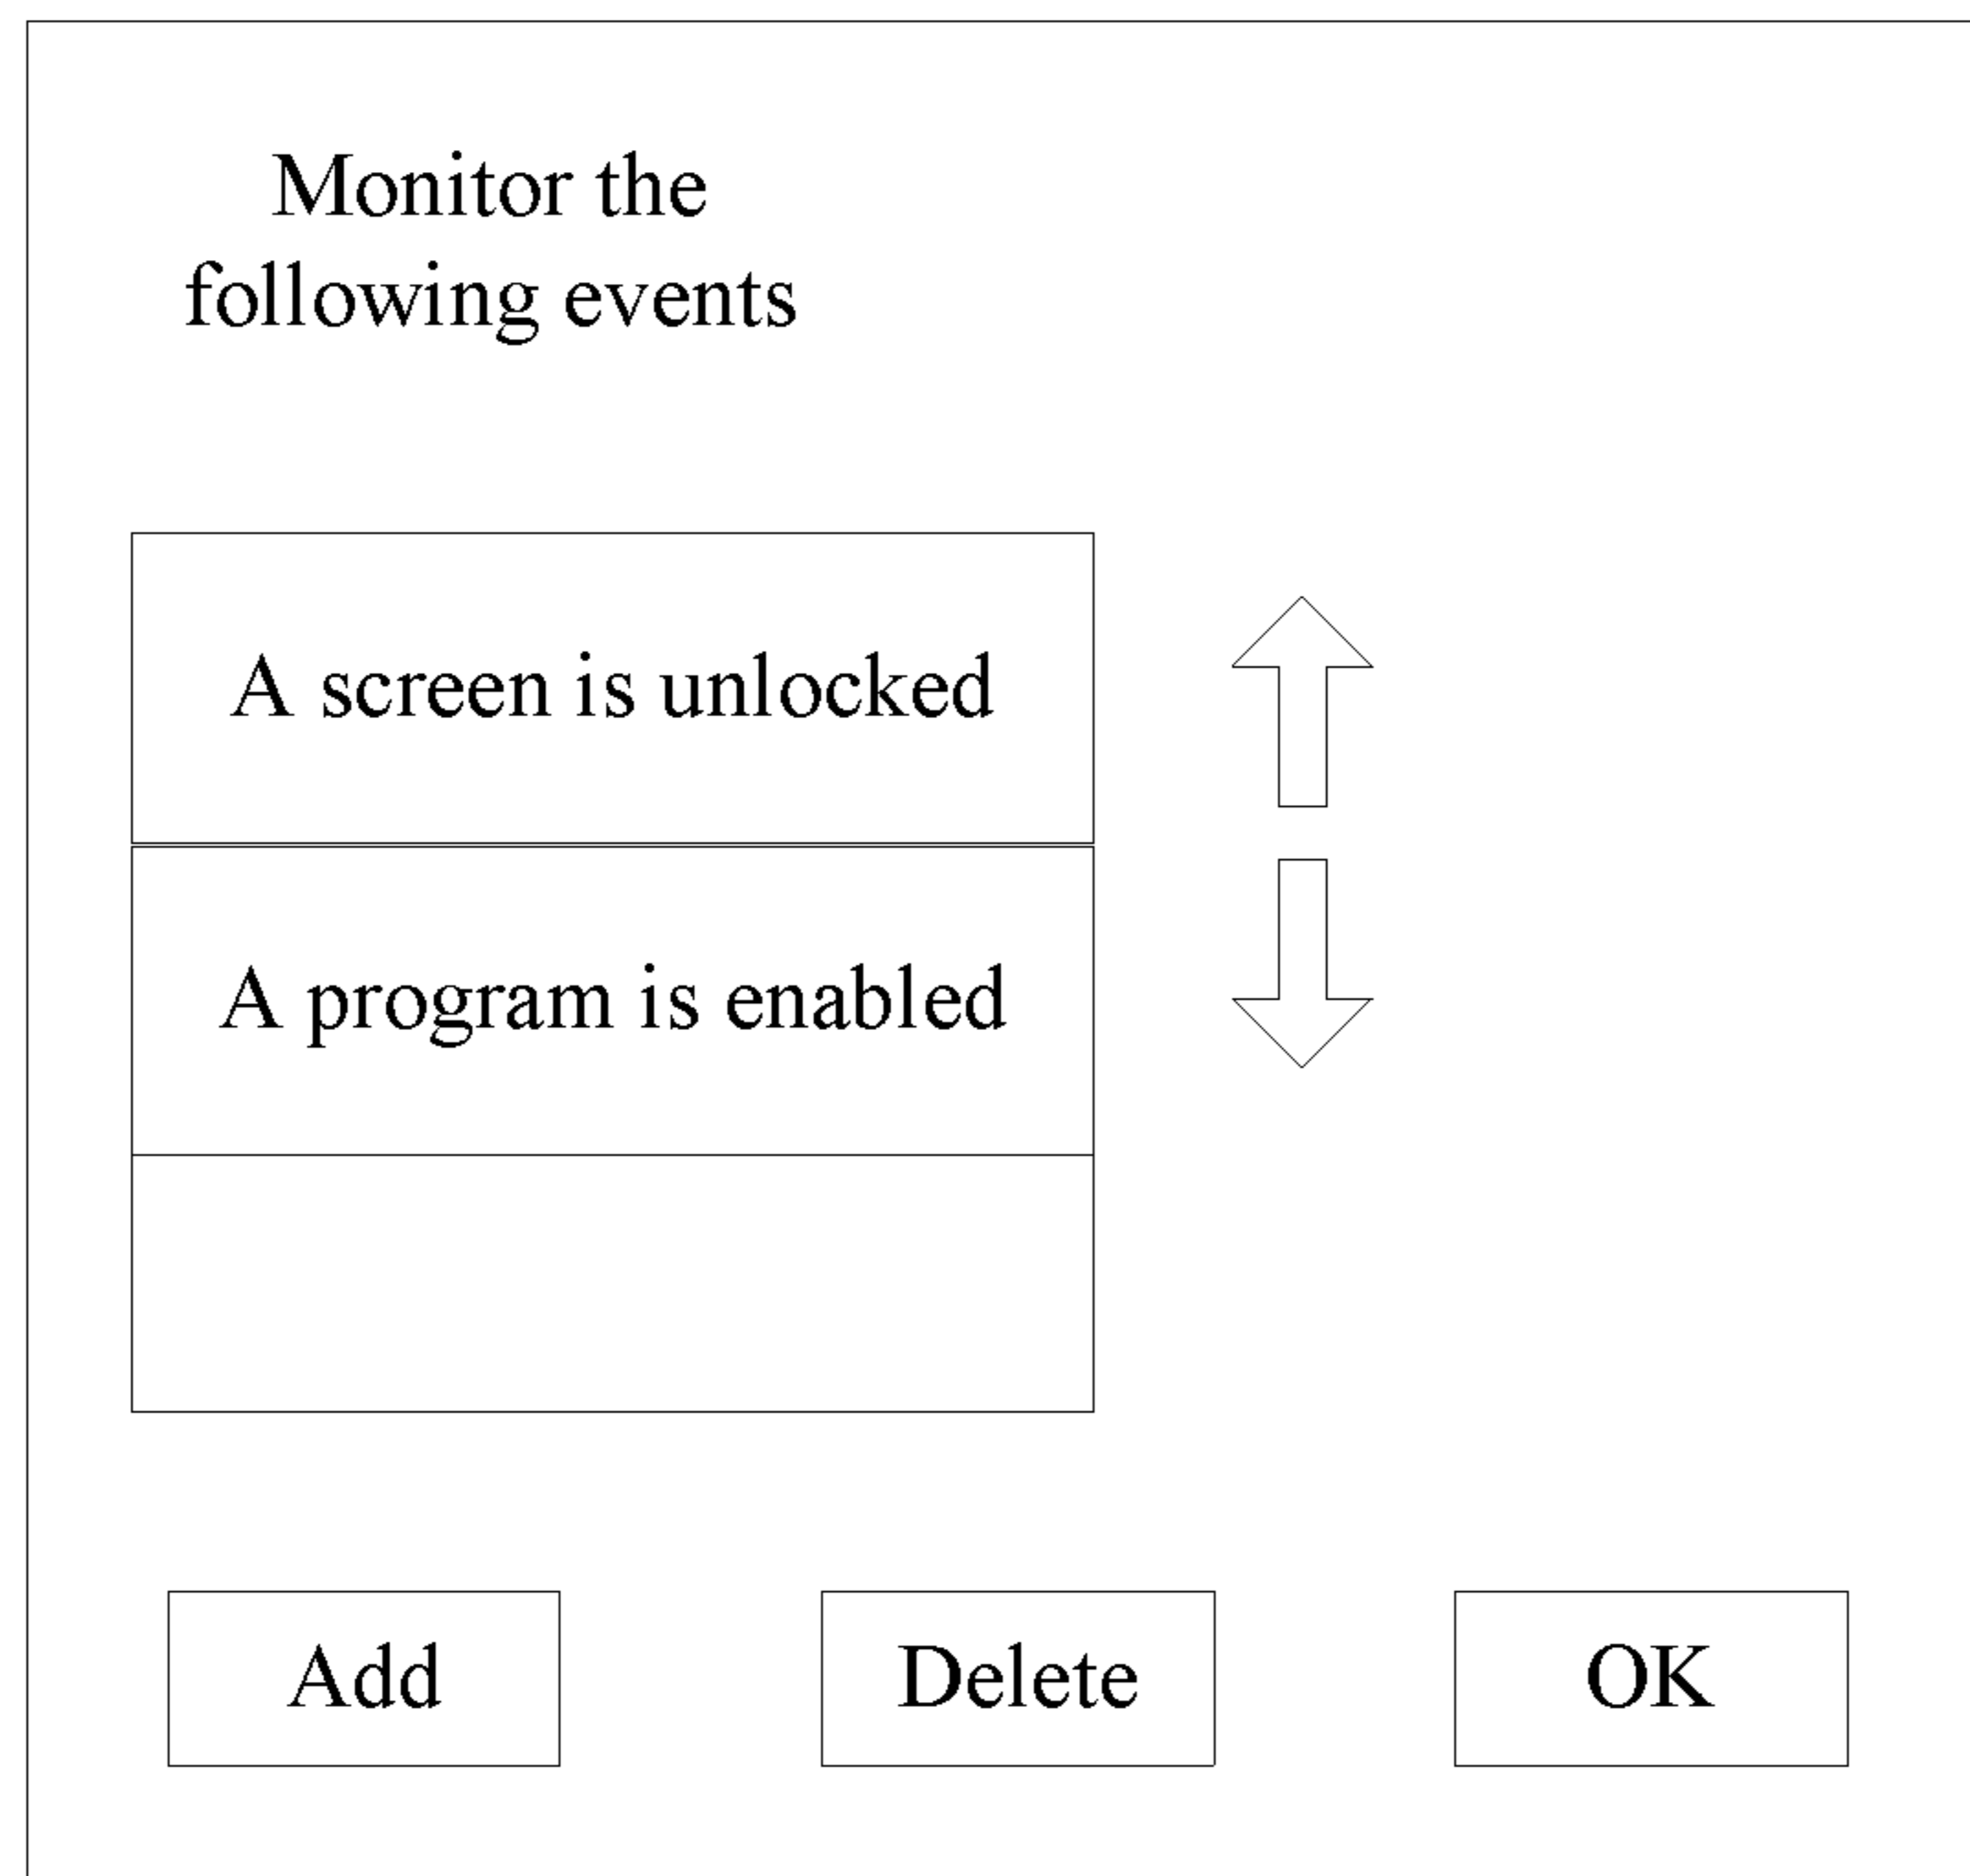 Monitor the
following events
A screen is unlocked
A program is enabled
Add
Delete
OK